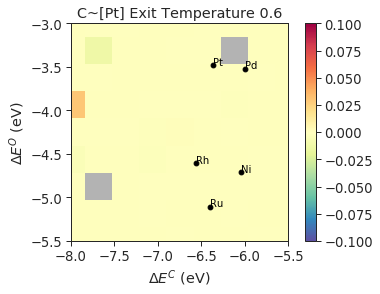 C~[Pt] Exit Temperature 0.6
−3.0
−3.5
−4.0
−4.5
−5.0
−5.5
ΔE^O (eV)
Pt
Pd
Rh
Ni
Ru
−8.0 −7.5 −7.0 −6.5 −6.0 −5.5
ΔE^C (eV)
0.100
0.075
0.050
0.025
0.000
−0.025
−0.050
−0.075
−0.100